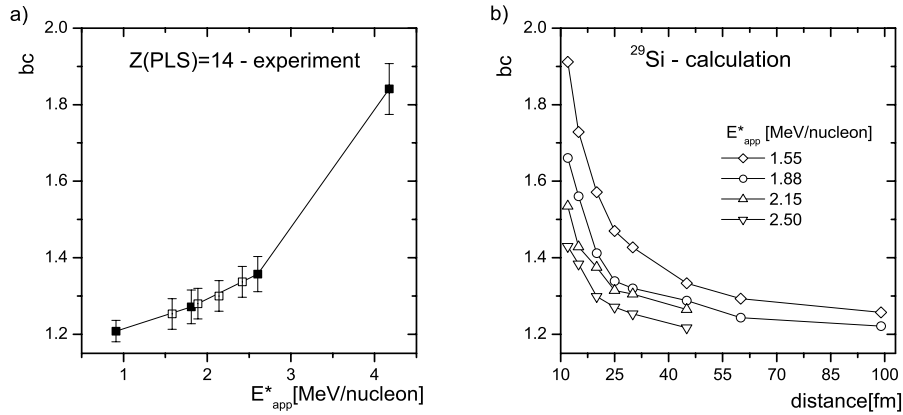 a)
bc
Z(PLS)=14 - experiment
2.0
1.8
1.6
1.4
1.2
1 2 3 4
E*app[MeV/nucleon]
b)
bc
29Si - calculation
2.0
1.8
1.6
1.4
1.2
E*app [MeV/nucleon]
1.55
1.88
2.15
2.50
10 25 40 55 70 85 100
distance[fm]